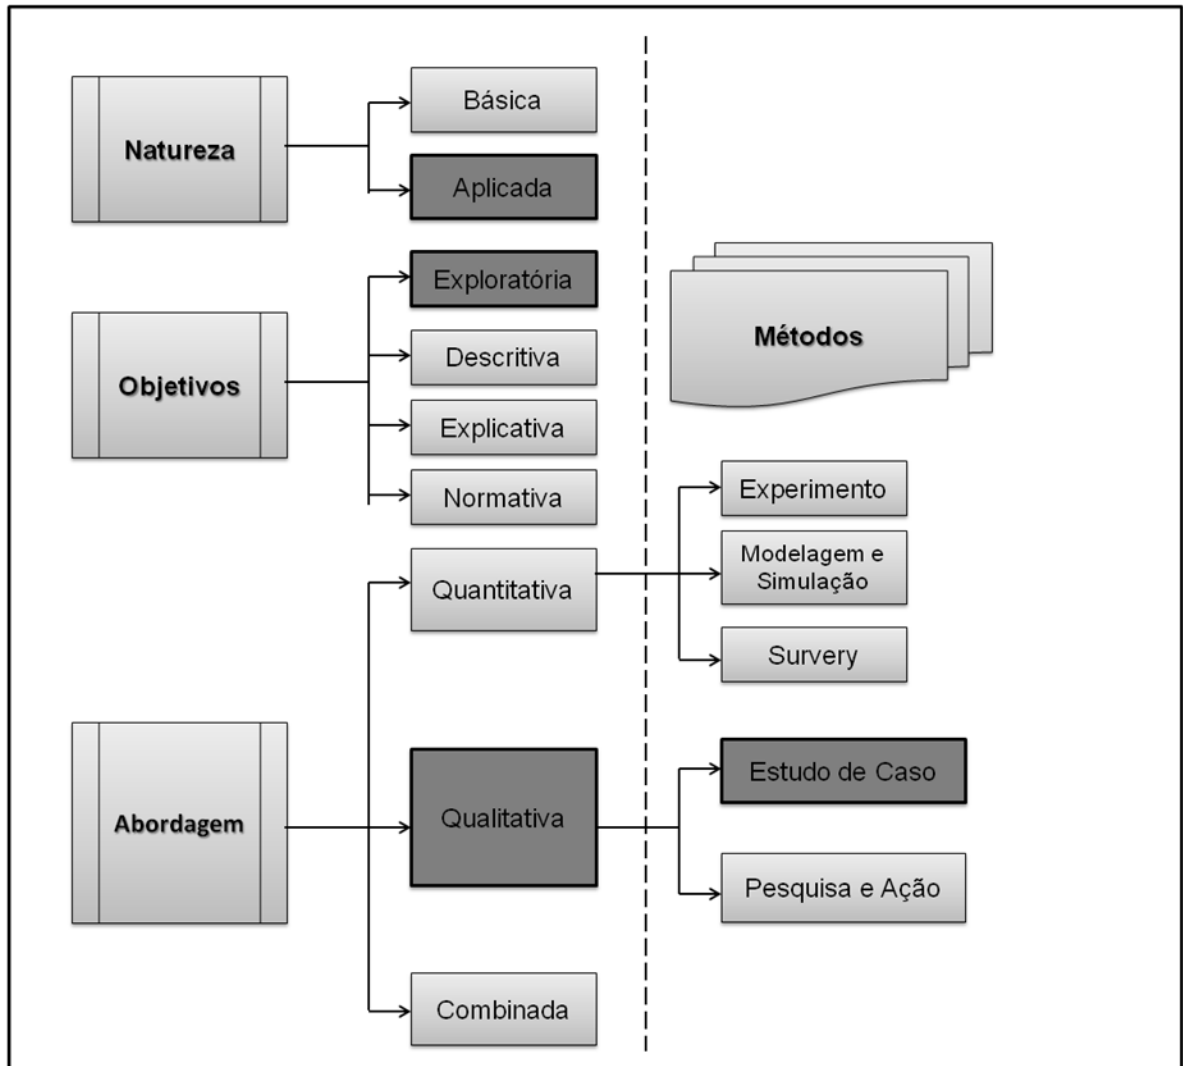 Natureza
Básica
Aplicada
Objetivos
Exploratória
Descritiva
Explicativa
Normativa
Métodos
Abordagem
Quantitativa
Qualitativa
Combinada
Experimento
Modelagem e
Simulação
Survery
Estudo de Caso
Pesquisa e Ação